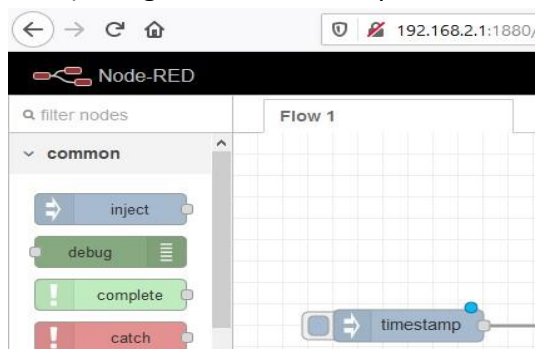 192.168.2.1:1880/
Node-RED
filter nodes
Flow 1
common
inject
debug
complete
timestamp
catch